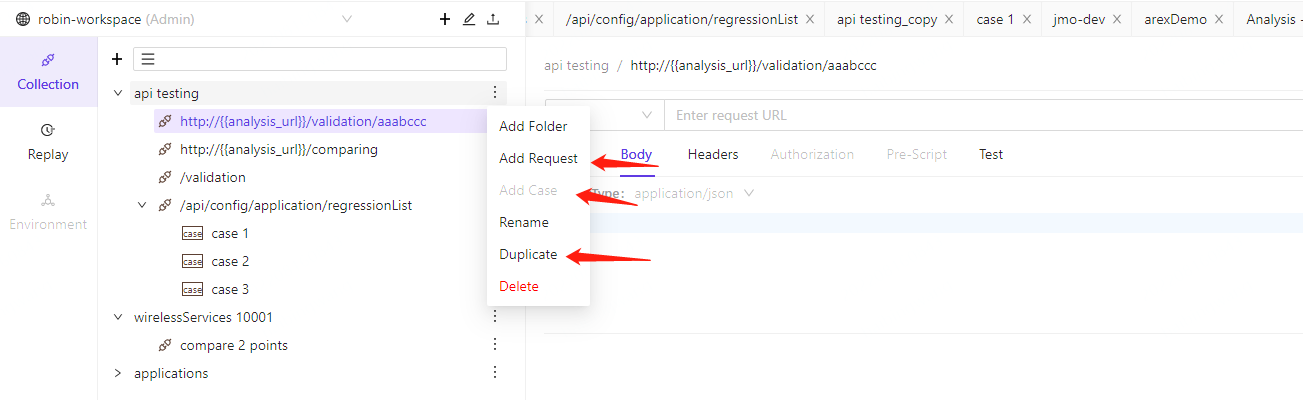 robin-workspace (Admin)
s
/api/config/application/regressionList
api testing_copy
case 1
jmo-dev
arexDemo
Analysis -
Collection
Replay
Environment
api testing
http://{{analysis_url}}/validation/aaabccc
http://{{analysis_url}}/comparing
/validation
/api/config/application/regressionList
case case 1
case case 2
case case 3
wirelessServices 10001
compare 2 points
applications
Add Folder
Add Request
Add Case
Rename
Duplicate
Delete
api testing / http://{{analysis_url}}/validation/aaabccc
Enter request URL
Body
Headers
Authorization
Pre-Script
Test
Type: application/json